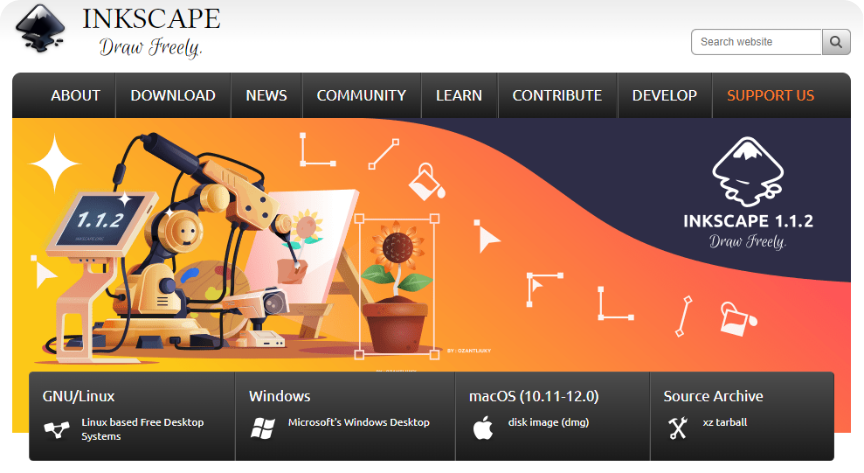 INKSCAPE
Draw Freely.
Search website
ABOUT
DOWNLOAD
NEWS
COMMUNITY
LEARN
CONTRIBUTE
DEVELOP
SUPPORT US
1.1.2
INKSCAPE.ORG
INKSCAPE 1.1.2
Draw Freely.
GNU/Linux
Linux based Free Desktop
Systems
Windows
Microsoft's Windows Desktop
macOS (10.11-12.0)
disk image (dmg)
Source Archive
xz tarball